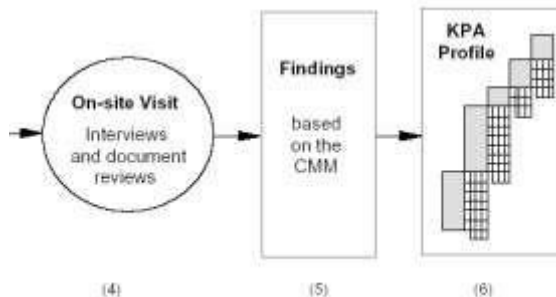 On-site Visit
Interviews
and document
reviews
Findings
based
on the
CMM
KPA
Profile
(4)
(5)
(6)